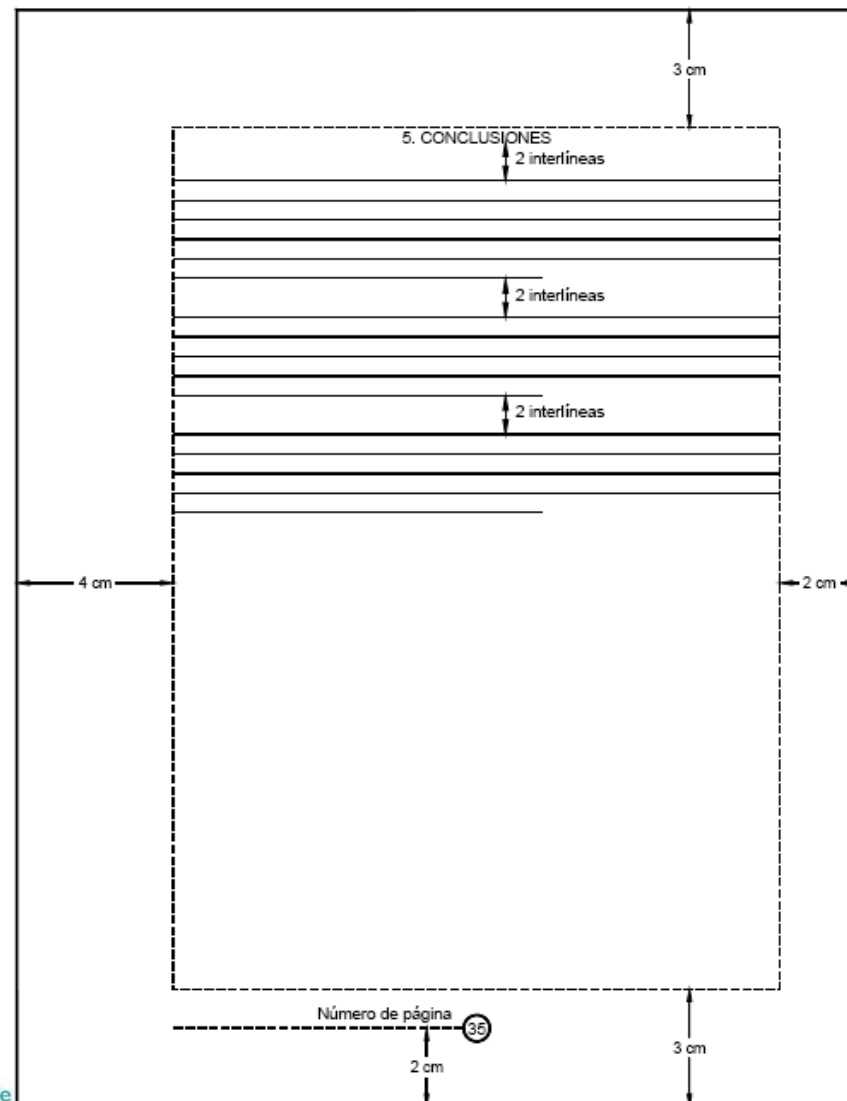 3 cm
5. CONCLUSIONES
2 interlíneas
2 interlíneas
2 interlíneas
4 cm
2 cm
Número de página
35
2 cm
3 cm
e